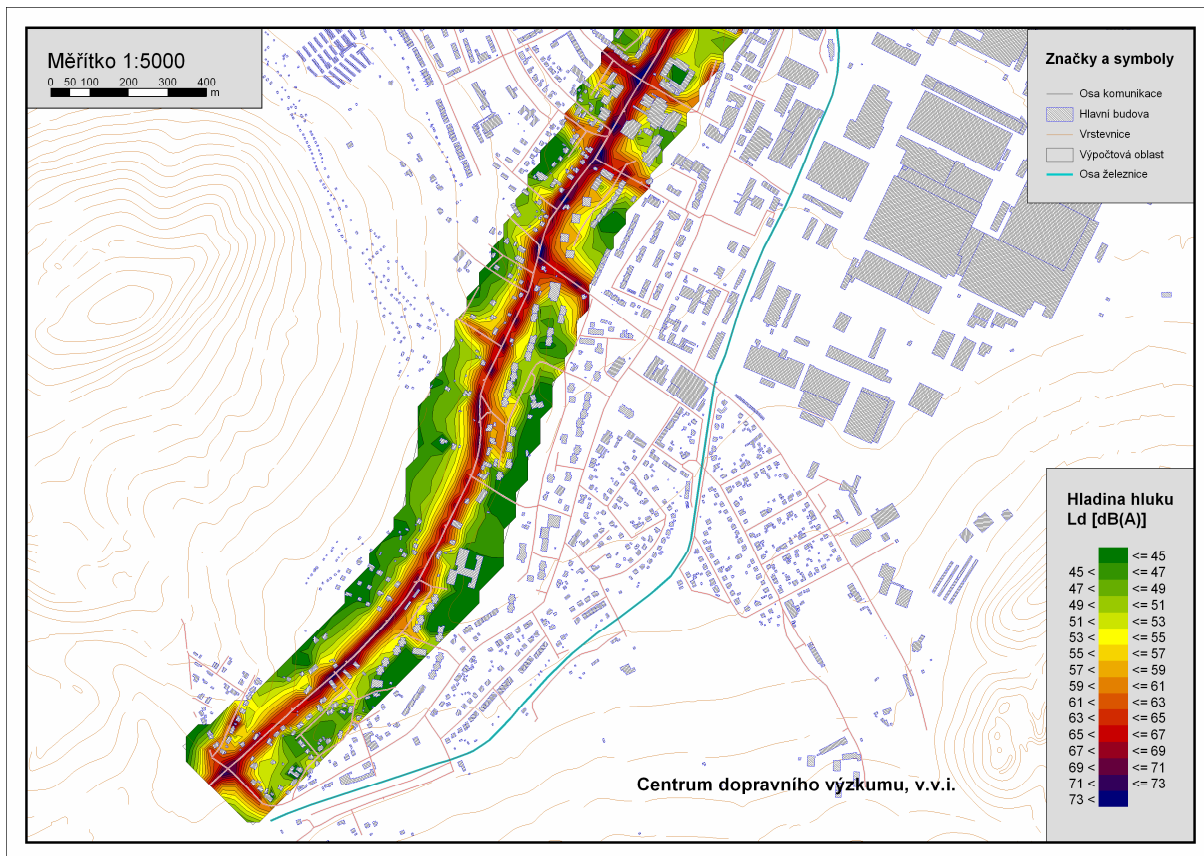 Měřítko 1:5000
0 50 100 200 300 400
m
Značky a symboly
Osa komunikace
Hlavní budova
Vrstevnice
Výpočtová oblast
Osa železnice
Hladina hluku
Ld [dB(A)]
<= 45
45 < <= 47
47 < <= 49
49 < <= 51
51 < <= 53
53 < <= 55
55 < <= 57
57 < <= 59
59 < <= 61
61 < <= 63
63 < <= 65
65 < <= 67
67 < <= 69
69 < <= 71
71 < <= 73
73 <
Centrum dopravního výzkumu, v.v.i.